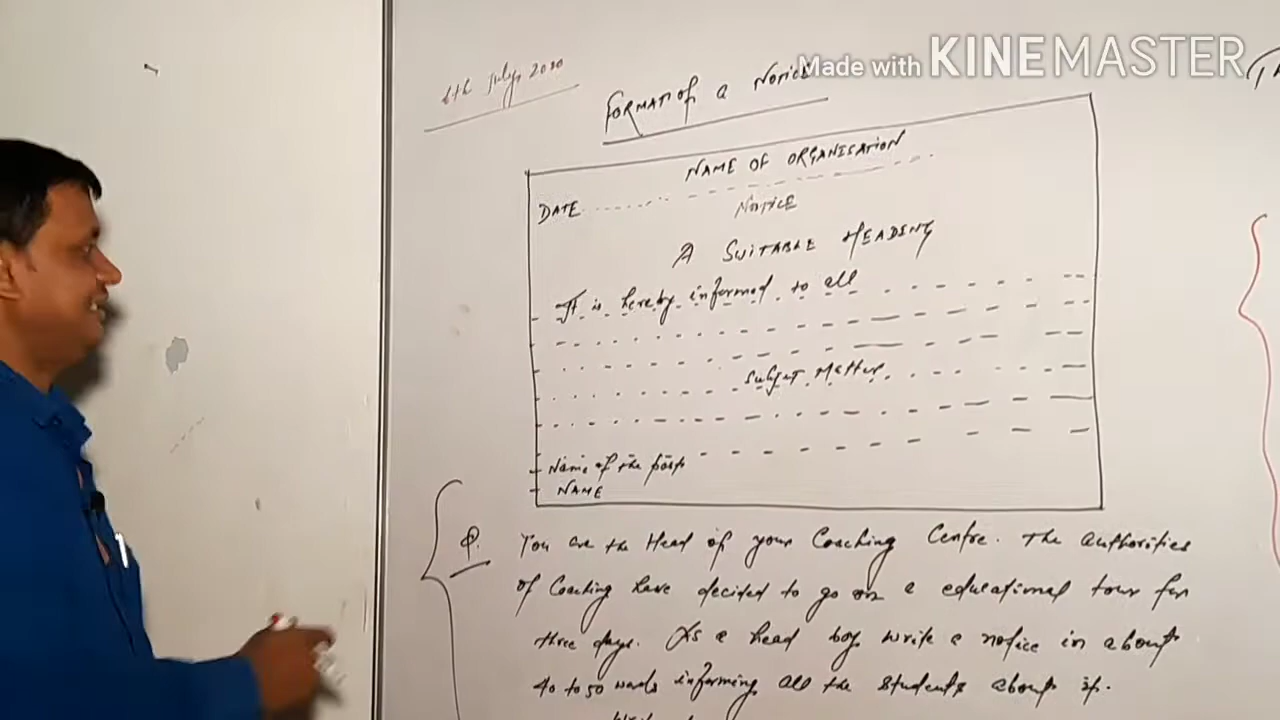 Made with KINEMASTER
6th July, 2020
FORMAT OF a NOTICE
NAME OF ORGANISATION
DATE
NOTICE
A SUITABLE HEADING
It is hereby informed to all
Subject Matter
Name of the post
NAME
Q. You are the Head of your Coaching Centre. The authorities
of Coaching have decided to go on a educational tour for
three days. As a head boy write a notice in about
40 to 50 words informing all the students about it.